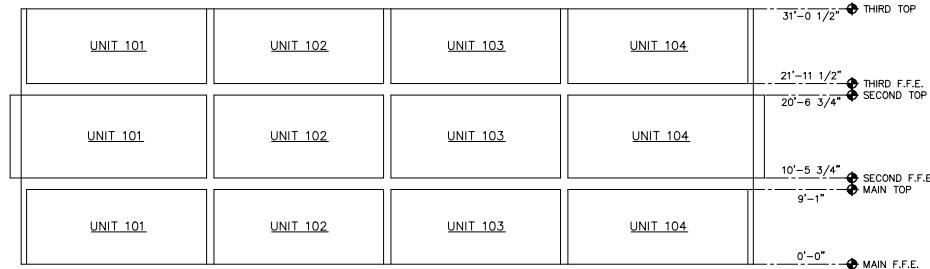 31'-0 1/2" THIRD TOP
UNIT 101 UNIT 102 UNIT 103 UNIT 104
21'-11 1/2" THIRD F.F.E.
20'-6 3/4" SECOND TOP
UNIT 101 UNIT 102 UNIT 103 UNIT 104
10'-5 3/4" SECOND F.F.E
9'-1" MAIN TOP
UNIT 101 UNIT 102 UNIT 103 UNIT 104
0'-0" MAIN F.F.E.